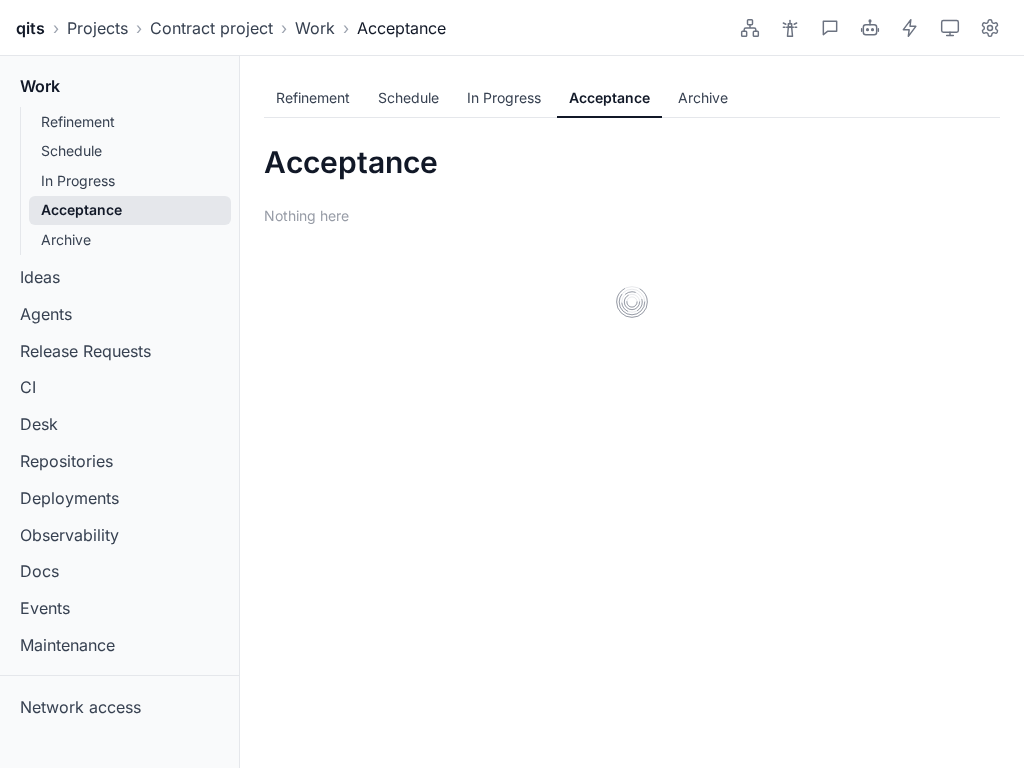 qits › Projects › Contract project › Work › Acceptance
Work
Refinement
Schedule
In Progress
Acceptance
Archive
Ideas
Agents
Release Requests
CI
Desk
Repositories
Deployments
Observability
Docs
Events
Maintenance
Network access
Refinement Schedule In Progress Acceptance Archive
Acceptance
Nothing here